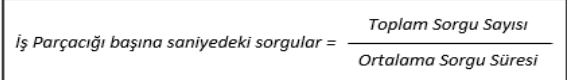 Toplam Sorgu Sayısı
İş Parçacığı başına saniyedeki sorgular =
Ortalama Sorgu Süresi